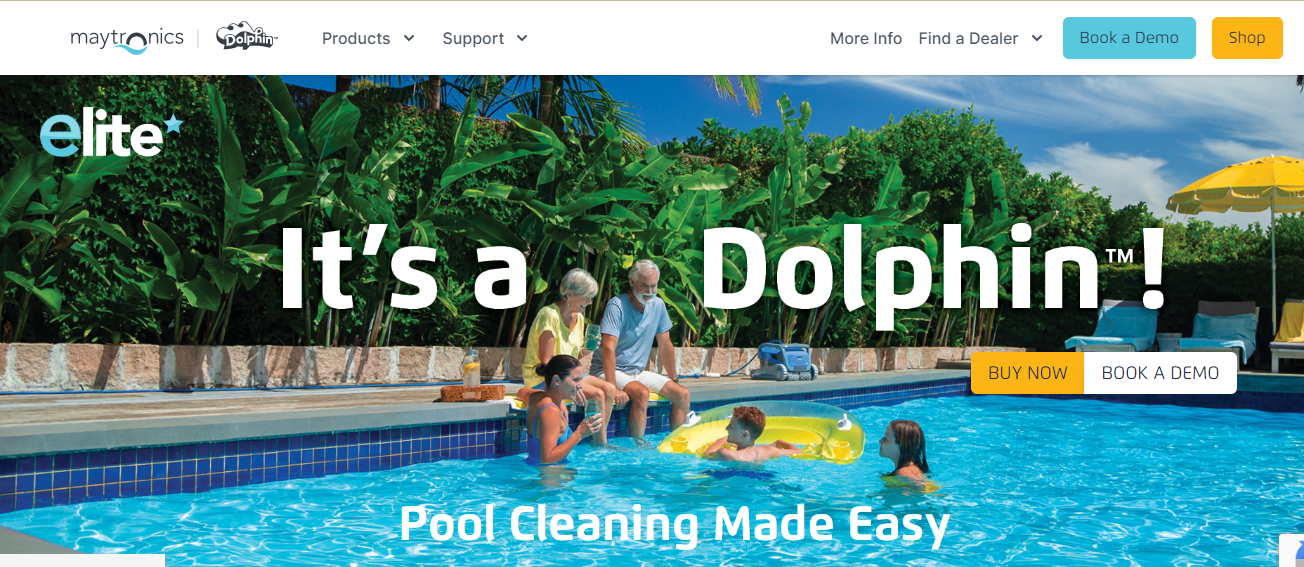 maytronics
Dolphin™
Products
Support
More Info
Find a Dealer
Book a Demo
Shop
elite
It's a Dolphin™!
BUY NOW
BOOK A DEMO
Pool Cleaning Made Easy